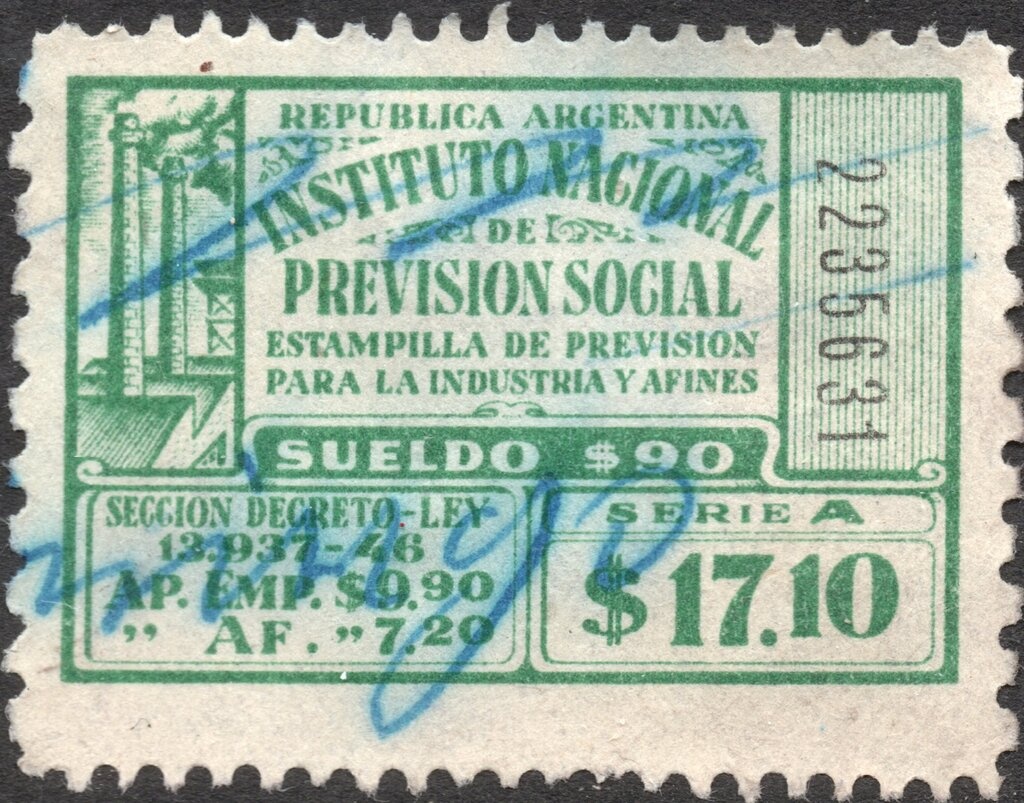 REPUBLICA ARGENTINA
INSTITUTO NACIONAL
DE
PREVISION SOCIAL
ESTAMPILLA DE PREVISION
PARA LA INDUSTRIA Y AFINES
SUELDO $90
SECCION DECRETO-LEY
13.937-46
AP. EMP. $9.90
„ AF. „ 7.20
SERIE A
$17.10
2235631